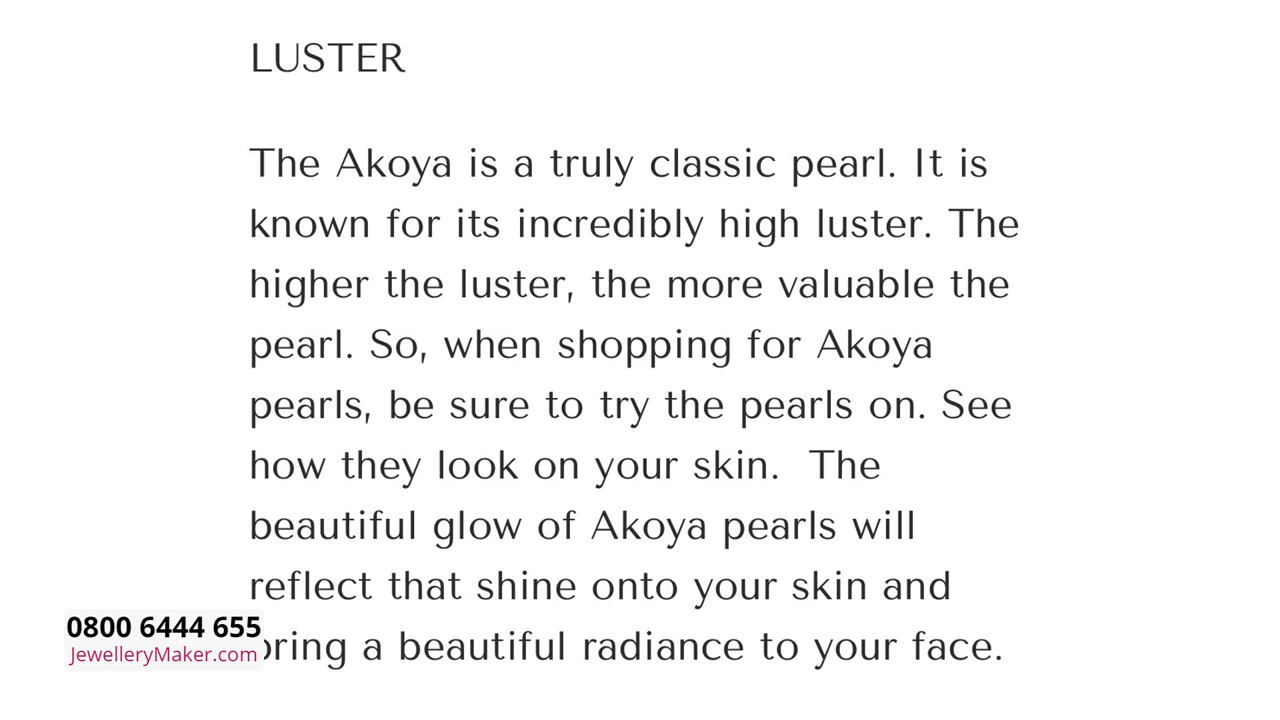 LUSTER
The Akoya is a truly classic pearl. It is
known for its incredibly high luster. The
higher the luster, the more valuable the
pearl. So, when shopping for Akoya
pearls, be sure to try the pearls on. See
how they look on your skin.  The
beautiful glow of Akoya pearls will
reflect that shine onto your skin and
bring a beautiful radiance to your face.
0800 6444 655
JewelleryMaker.com